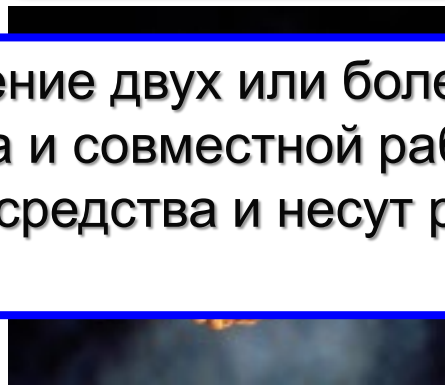 ение двух или боле
а и совместной раб
средства и несут р